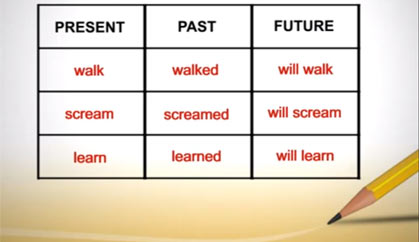 PRESENT PAST FUTURE
walk walked will walk
scream screamed will scream
learn learned will learn